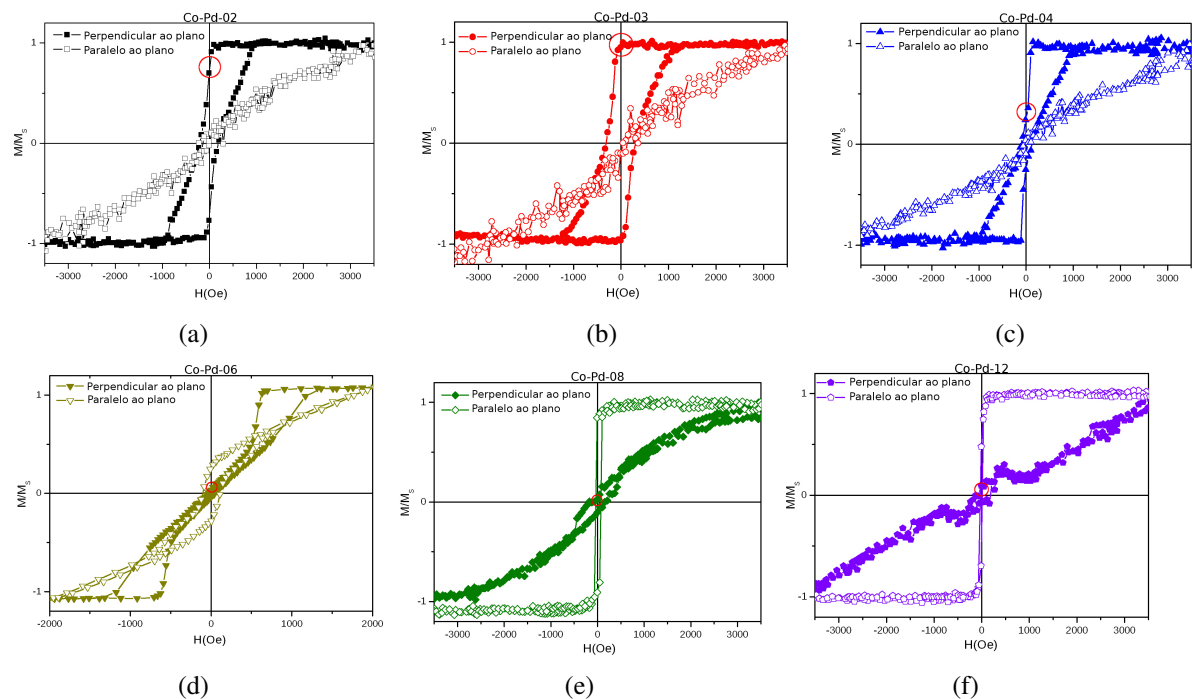 Co-Pd-02
Perpendicular ao plano
Paralelo ao plano
M/Ms
1
0
-1
-3000 -2000 -1000 0 1000 2000 3000
H(Oe)
(a)
Co-Pd-03
Perpendicular ao plano
Paralelo ao plano
M/Ms
1
0
-1
-3000 -2000 -1000 0 1000 2000 3000
H(Oe)
(b)
Co-Pd-04
Perpendicular ao plano
Paralelo ao plano
M/Ms
1
0
-1
-3000 -2000 -1000 0 1000 2000 3000
H(Oe)
(c)
Co-Pd-06
Perpendicular ao plano
Paralelo ao plano
M/Ms
1
0
-1
-2000 -1000 0 1000 2000
H(Oe)
(d)
Co-Pd-08
Perpendicular ao plano
Paralelo ao plano
M/Ms
1
0
-1
-3000 -2000 -1000 0 1000 2000 3000
H(Oe)
(e)
Co-Pd-12
Perpendicular ao plano
Paralelo ao plano
M/Ms
1
0
-1
-3000 -2000 -1000 0 1000 2000 3000
H(Oe)
(f)